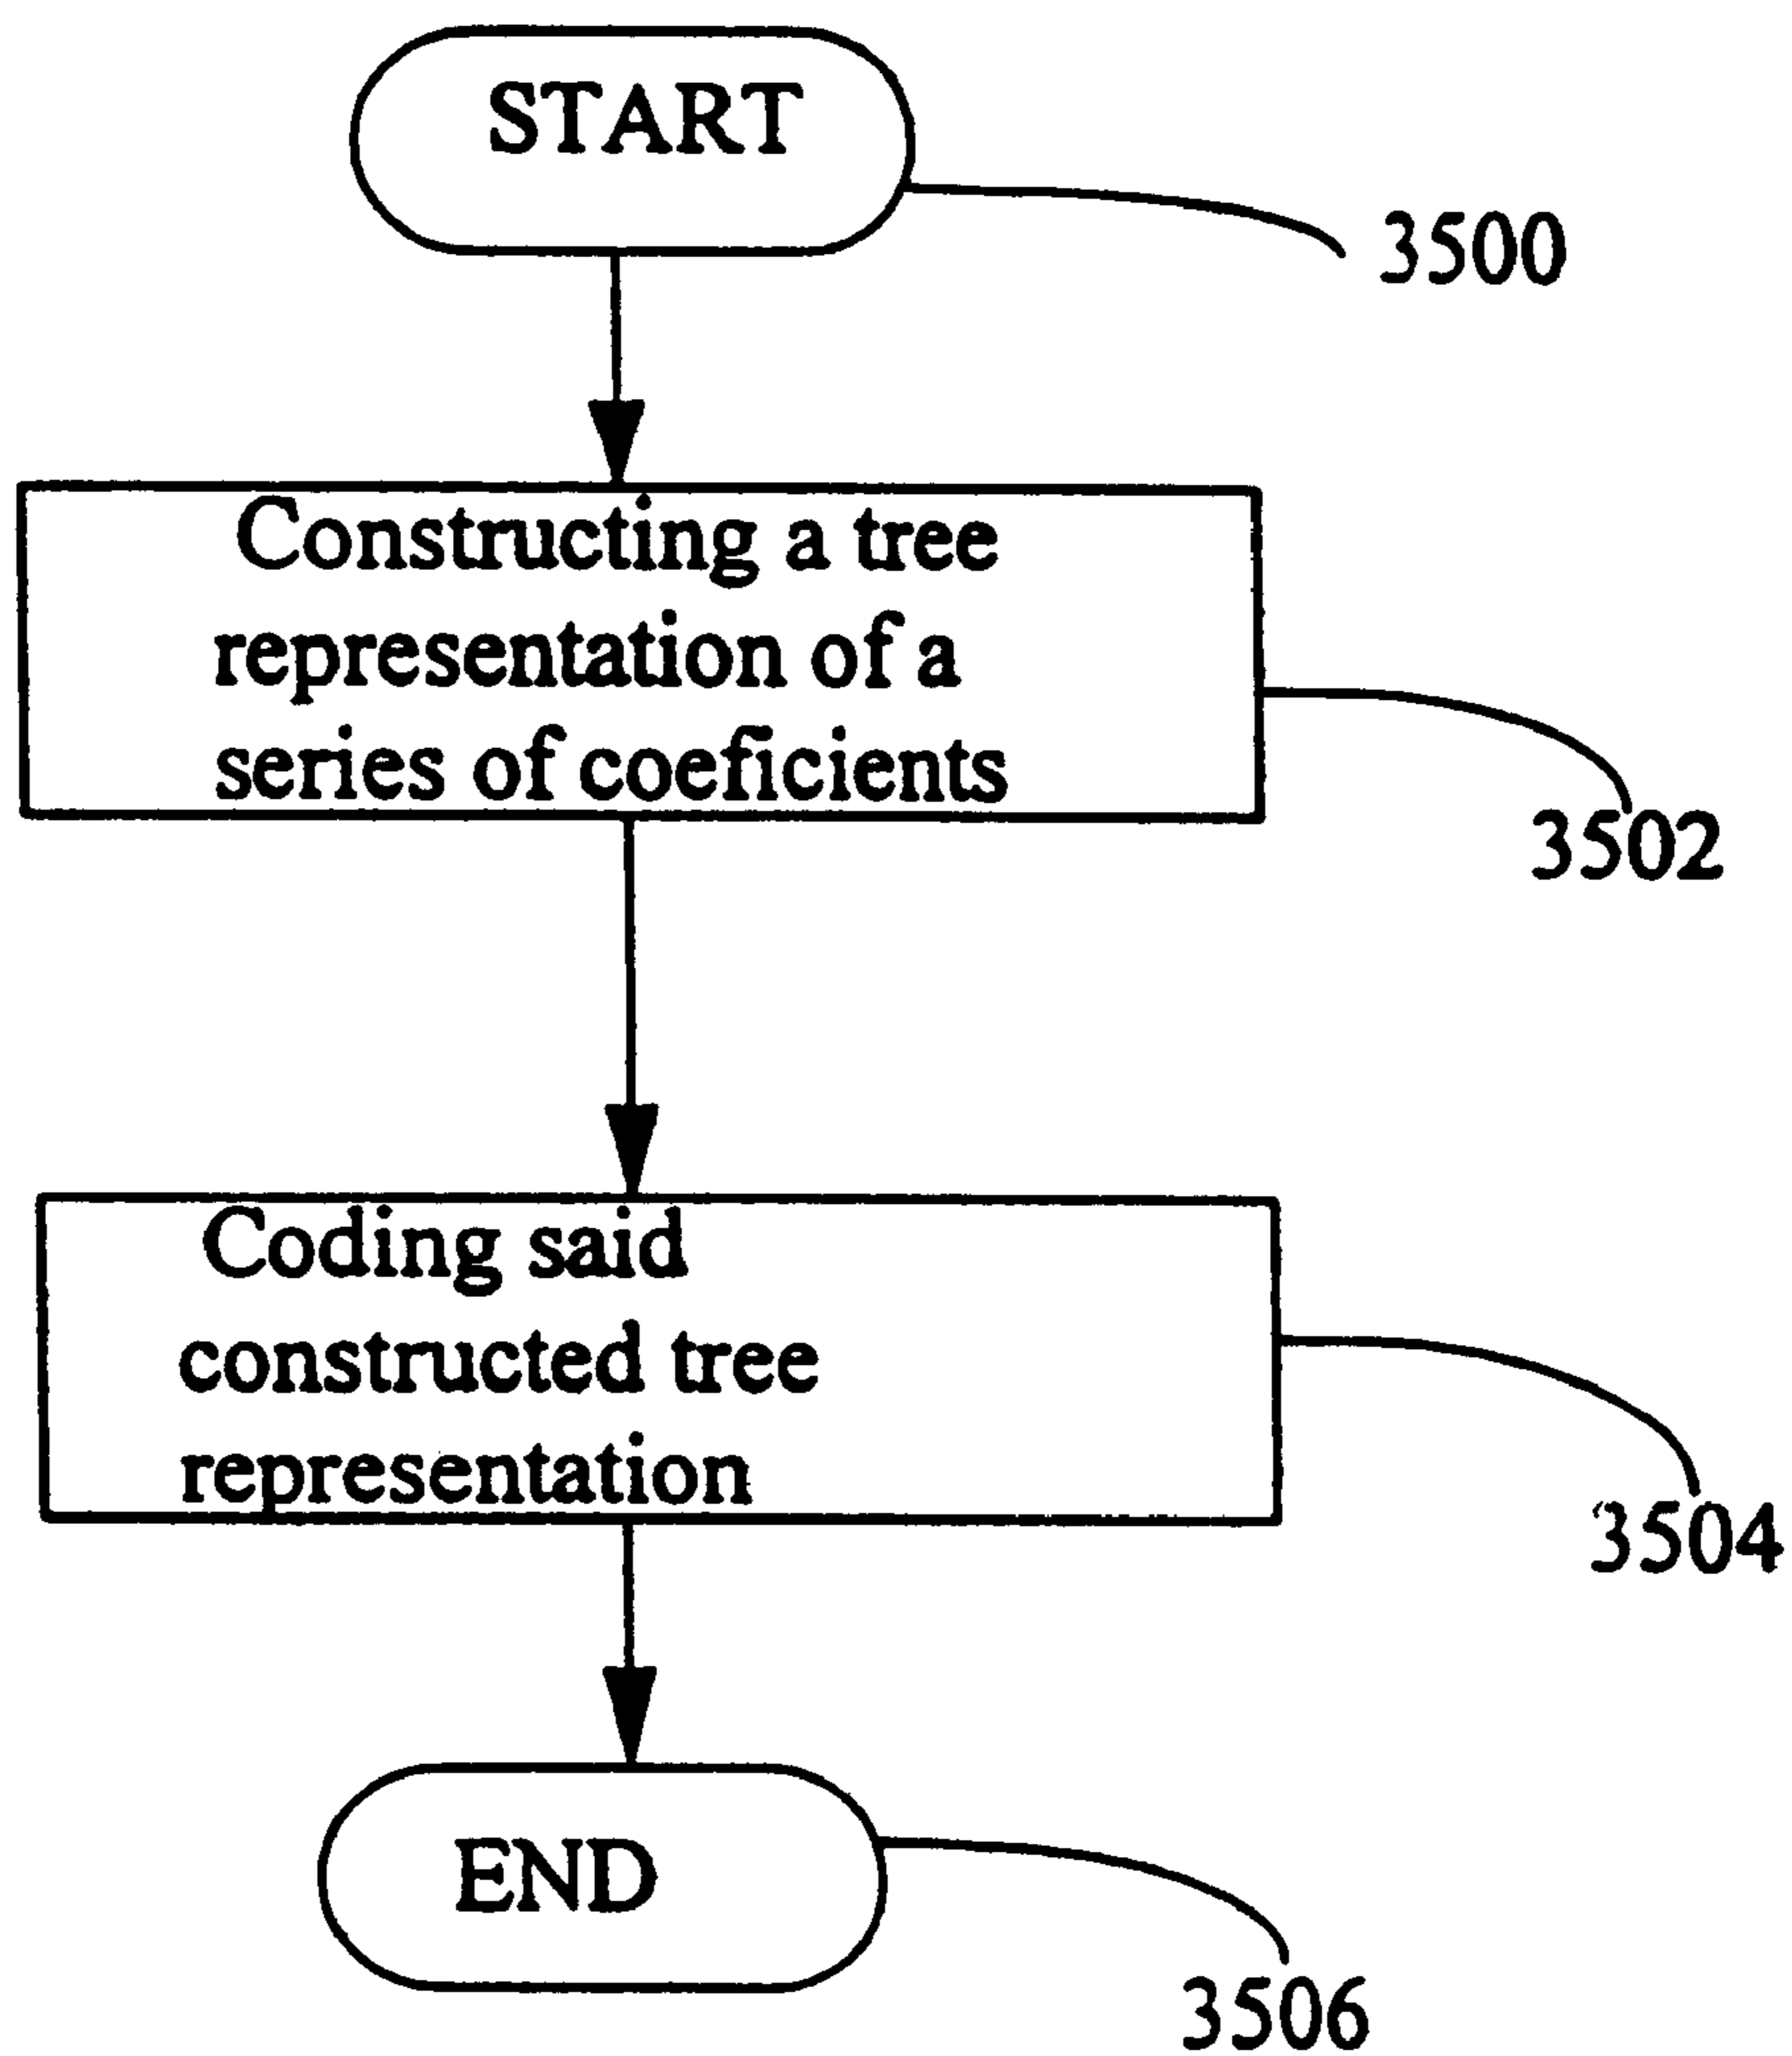 START
3500
Constructing a tree
representation of a
series of coeficients
3502
Coding said
constructed tree
representation
3504
END
3506